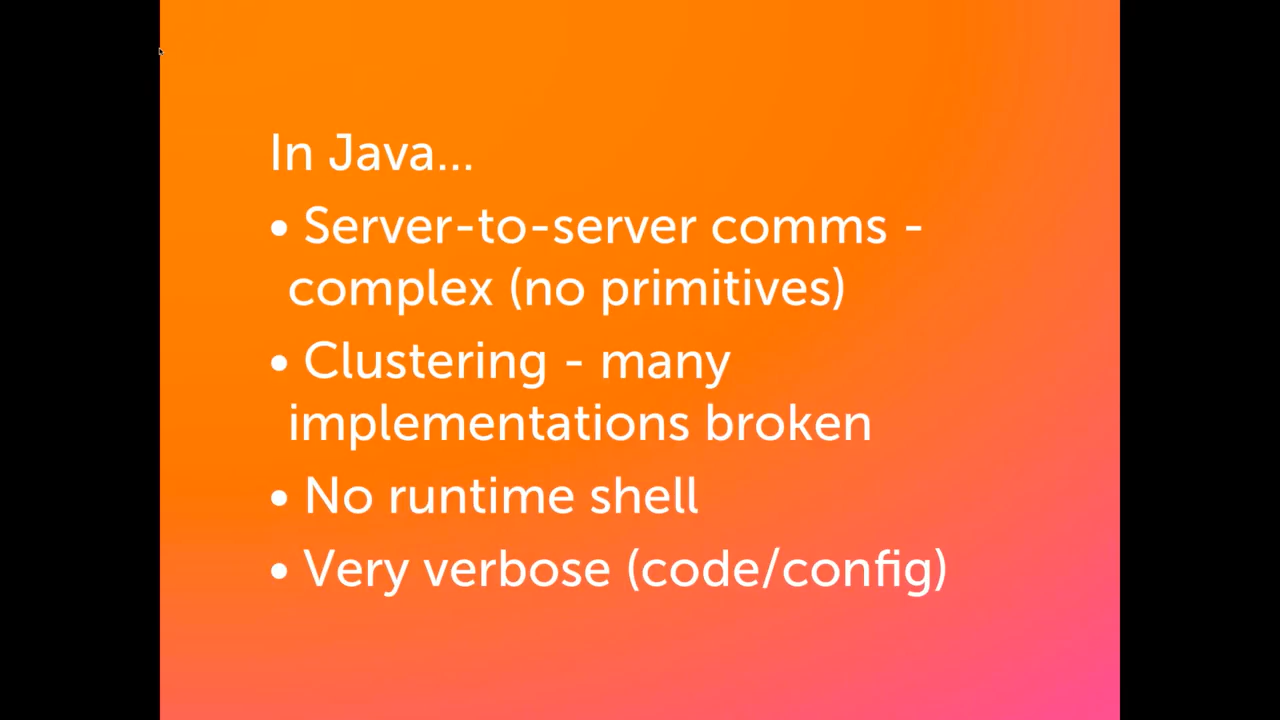 In Java...
• Server-to-server comms -
complex (no primitives)
• Clustering - many
implementations broken
• No runtime shell
• Very verbose (code/config)